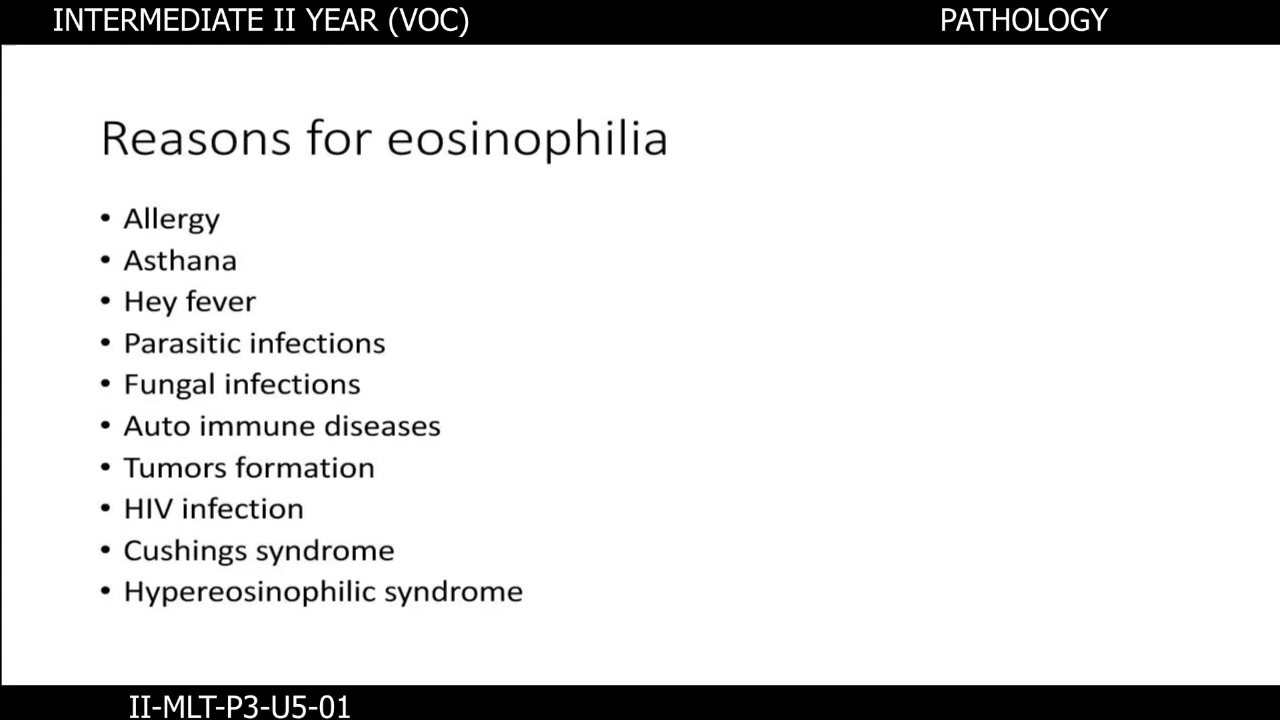 INTERMEDIATE II YEAR (VOC)
PATHOLOGY
Reasons for eosinophilia
• Allergy
• Asthana
• Hey fever
• Parasitic infections
• Fungal infections
• Auto immune diseases
• Tumors formation
• HIV infection
• Cushings syndrome
• Hypereosinophilic syndrome
II-MLT-P3-U5-01